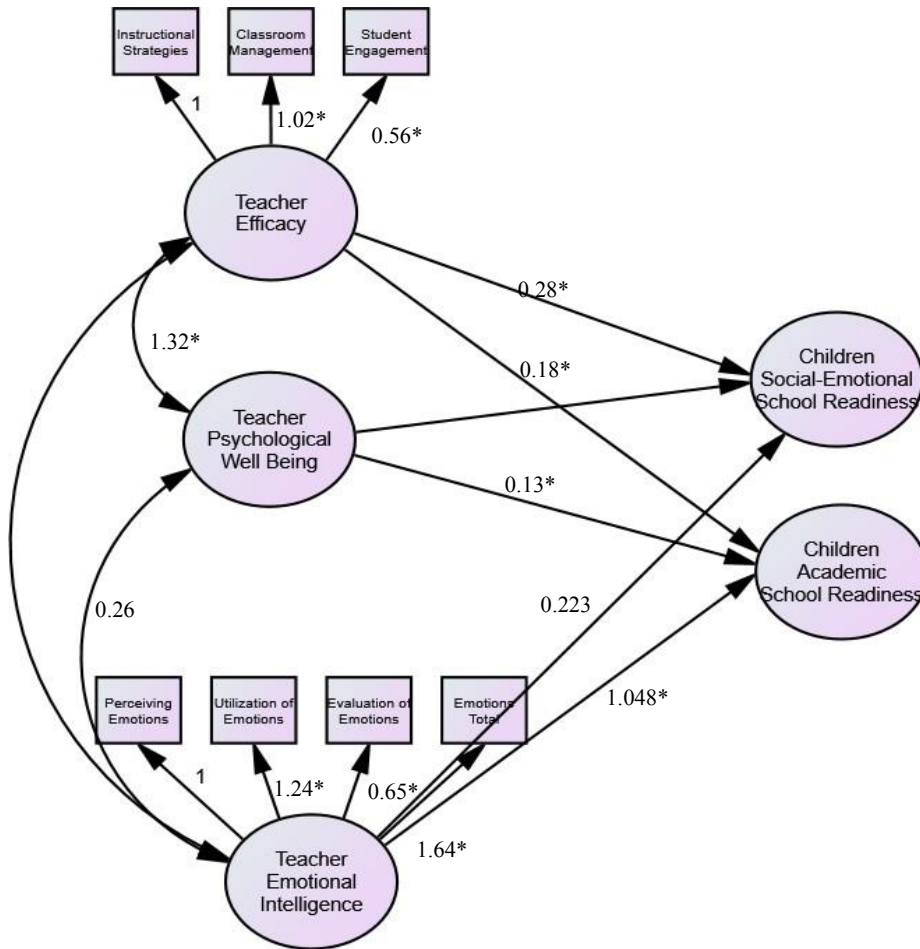 Instructional
Strategies
Classroom
Management
Student
Engagement
1
1.02*
0.56*
Teacher
Efficacy
0.28*
1.32*
0.18*
Children
Social-Emotional
School Readiness
Teacher
Psychological
Well Being
0.13*
Children
Academic
School Readiness
0.26
0.223
Perceiving
Emotions
Utilization of
Emotions
Evaluation of
Emotions
Emotions
Total
1.048*
1
1.24*
0.65*
1.64*
Teacher
Emotional
Intelligence